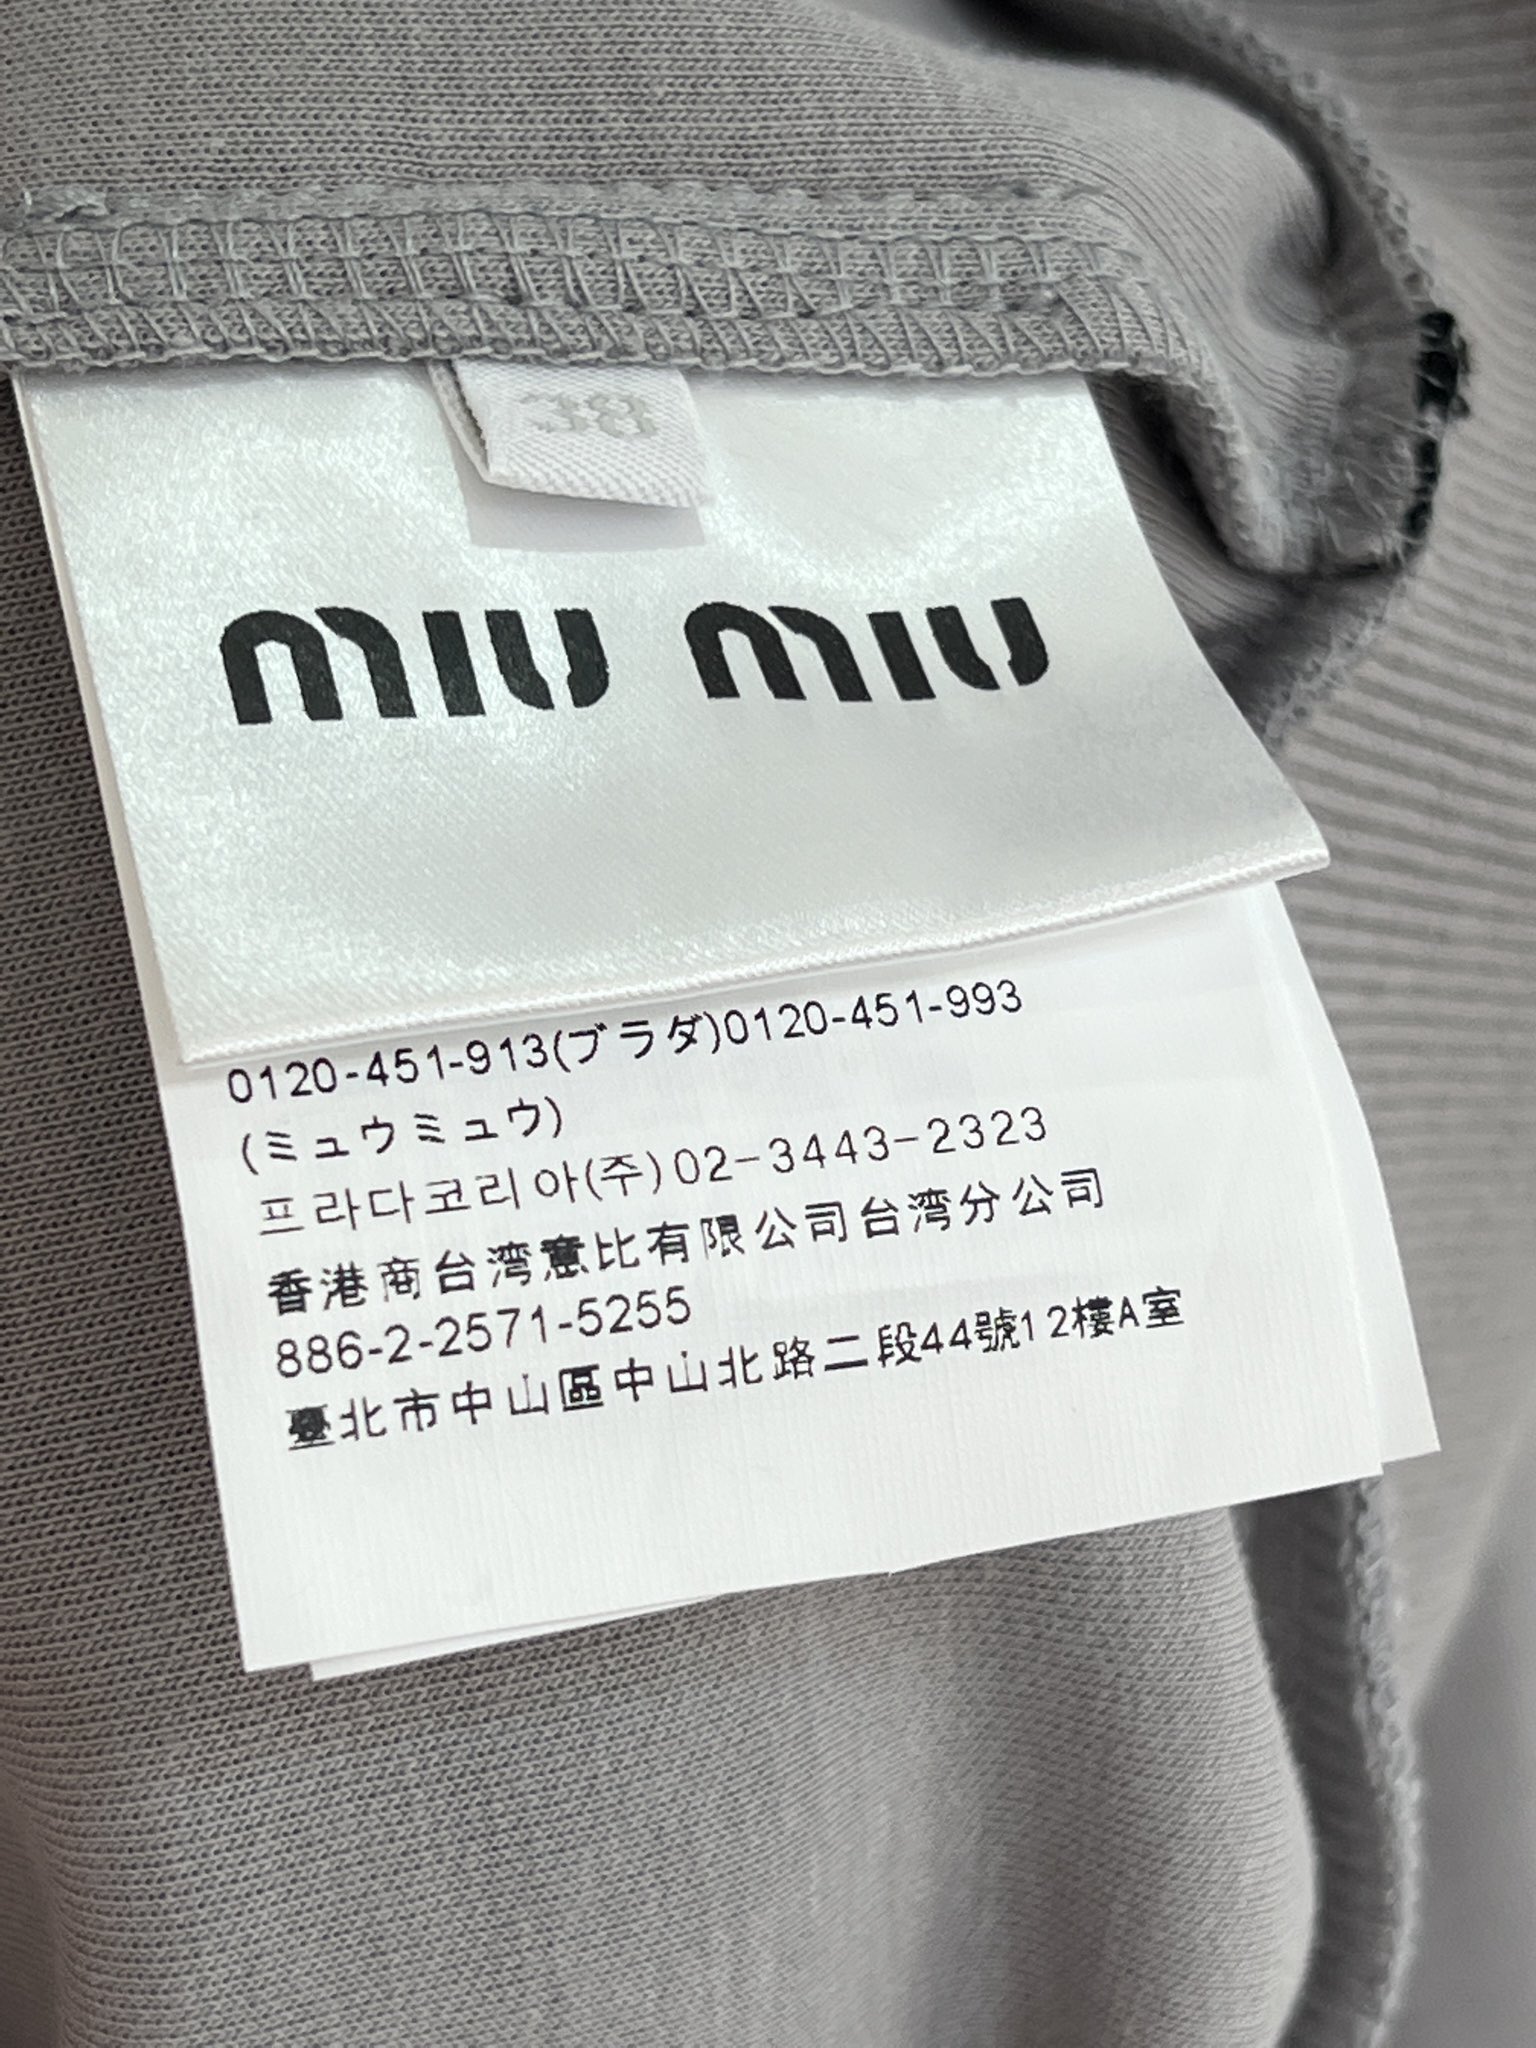 38
miu miu
0120-451-913(プラダ)0120-451-993
(ミュウミュウ)
프라다코리아(주)02-3443-2323
香港商台湾意比有限公司台湾分公司
886-2-2571-5255
臺北市中山區中山北路二段44號12樓A室